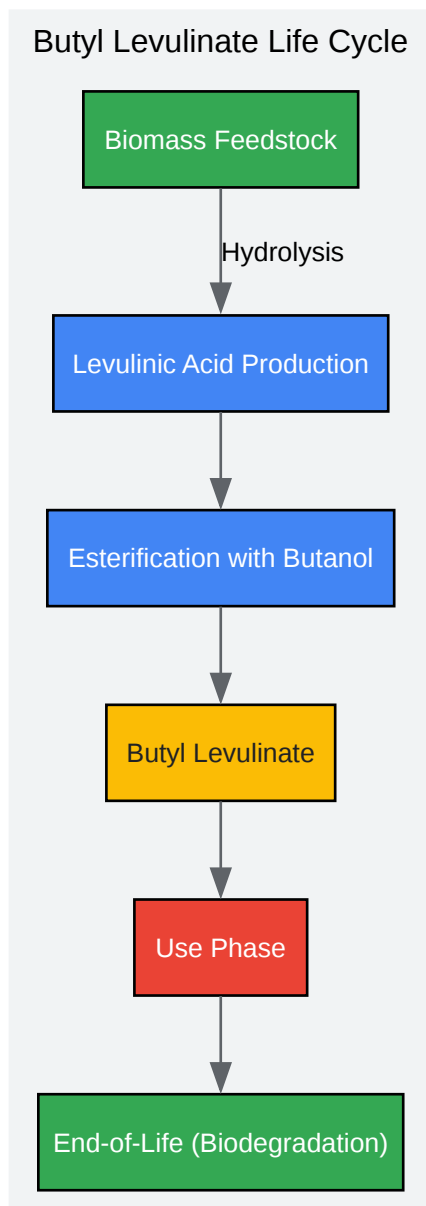 Butyl Levulinate Life Cycle
Biomass Feedstock
Hydrolysis
Levulinic Acid Production
Esterification with Butanol
Butyl Levulinate
Use Phase
End-of-Life (Biodegradation)